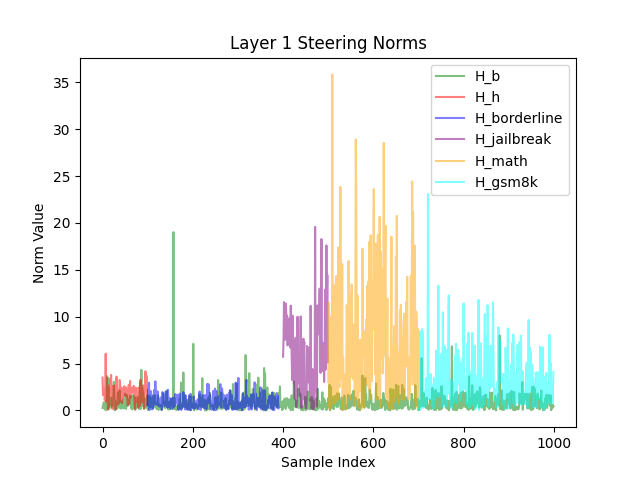 Layer 1 Steering Norms
Norm Value
35
30
25
20
15
10
5
0
H_b
H_h
H_borderline
H_jailbreak
H_math
H_gsm8k
0 200 400 600 800 1000
Sample Index